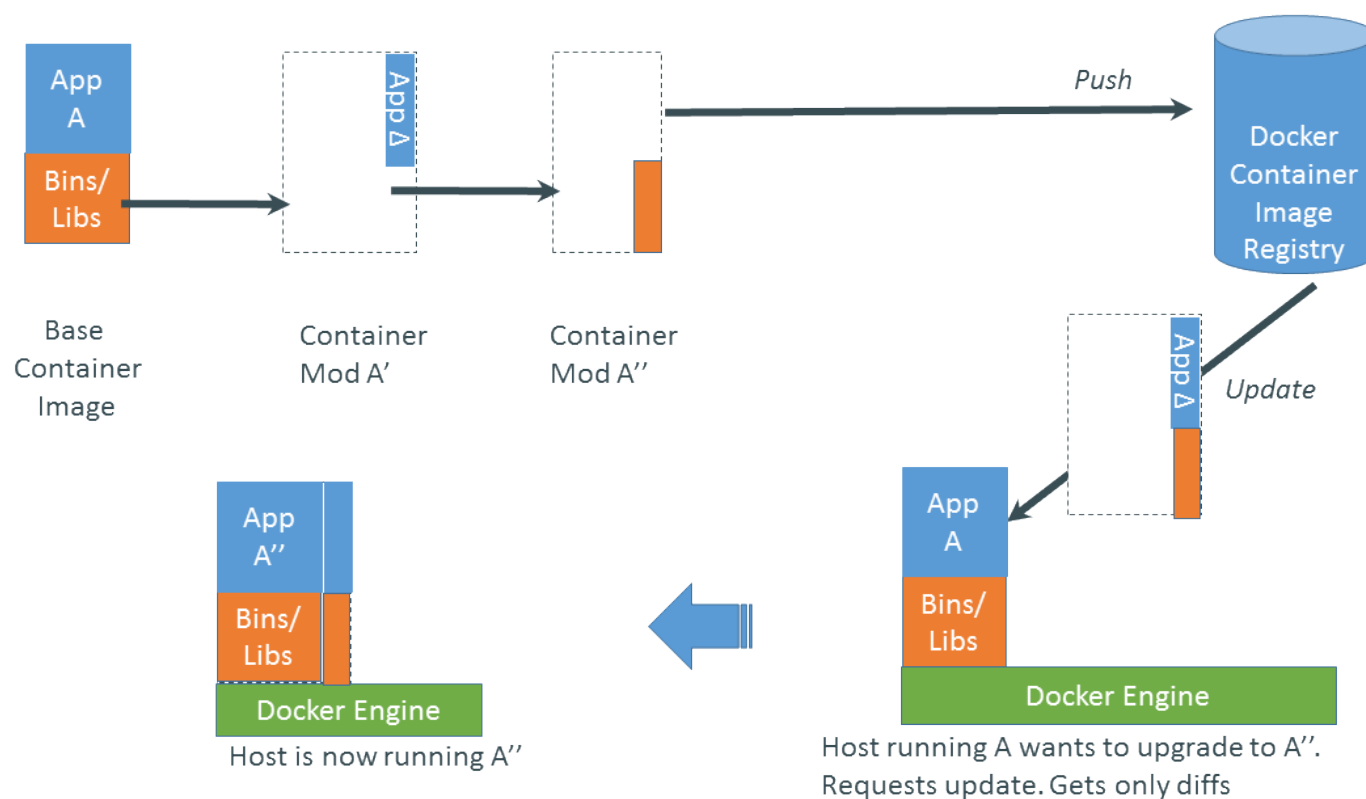 App
A
Bins/
Libs
Base
Container
Image
App Δ
Container
Mod A’
Container
Mod A’’
Push
Docker
Container
Image
Registry
App Δ
Update
App
A
Bins/
Libs
Docker Engine
Host running A wants to upgrade to A’’.
Requests update. Gets only diffs
App
A’’
Bins/
Libs
Docker Engine
Host is now running A’’